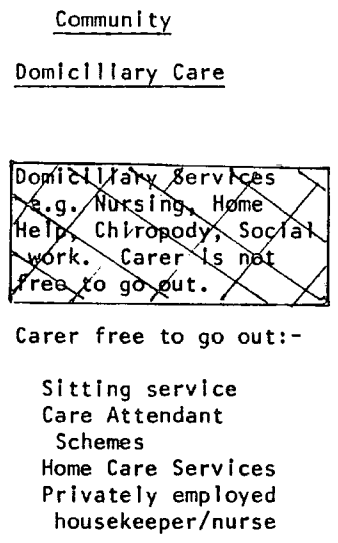 Community
Domiciliary Care
Domiciliary Services
e.g. Nursing, Home
Help, Chiropody, Social
work. Carer is not
free to go out.
Carer free to go out:-
Sitting service
Care Attendant
Schemes
Home Care Services
Privately employed
housekeeper/nurse